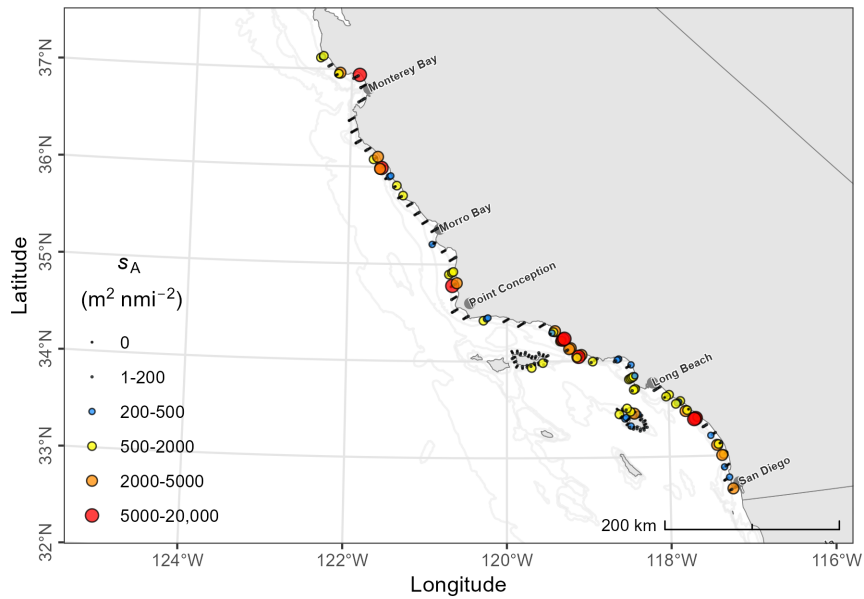 37°N
36°N
35°N
34°N
33°N
32°N
Latitude
Monterey Bay
Morro Bay
Point Conception
Long Beach
San Diego
sA
(m² nmi⁻²)
0
1-200
200-500
500-2000
2000-5000
5000-20,000
200 km
124°W
122°W
120°W
118°W
116°W
Longitude